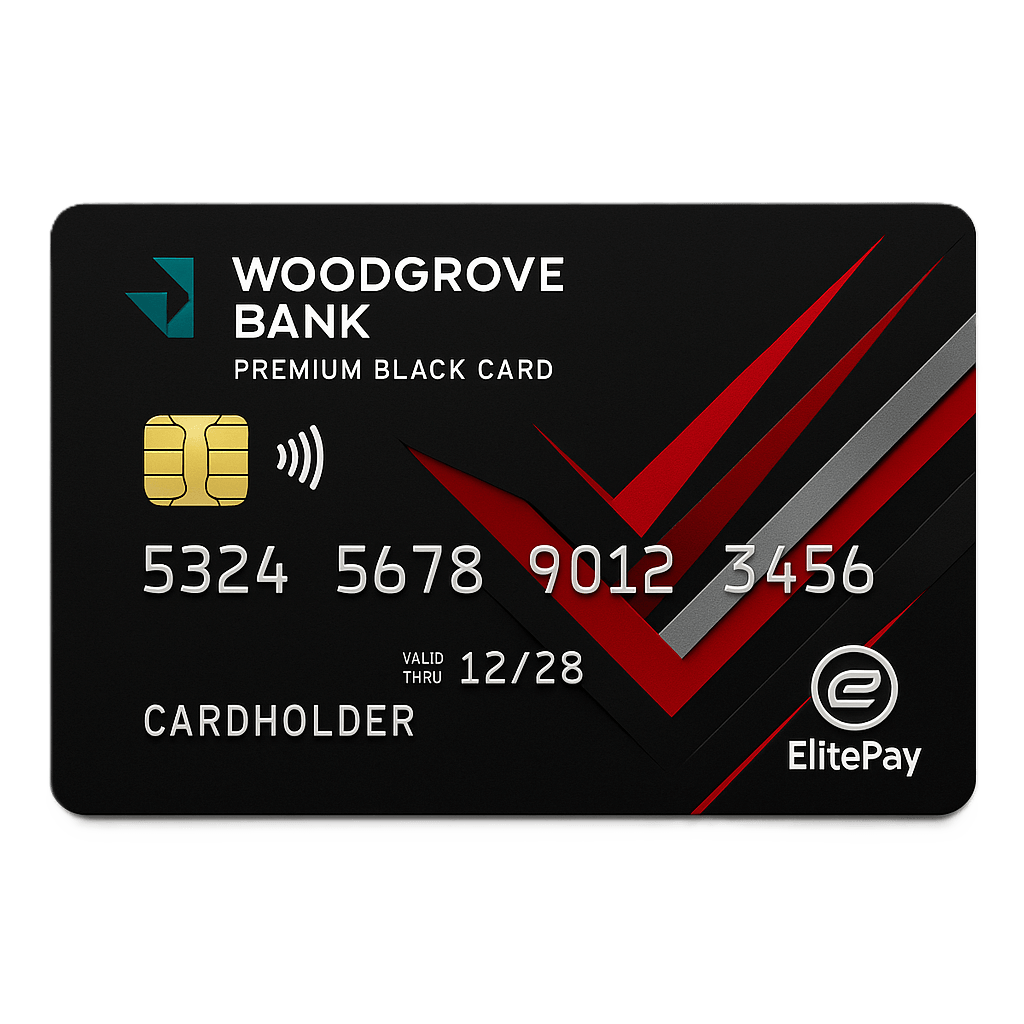 WOODGROVE
BANK
PREMIUM BLACK CARD
5324 5678 9012 3456
VALID
THRU 12/28
CARDHOLDER
ElitePay